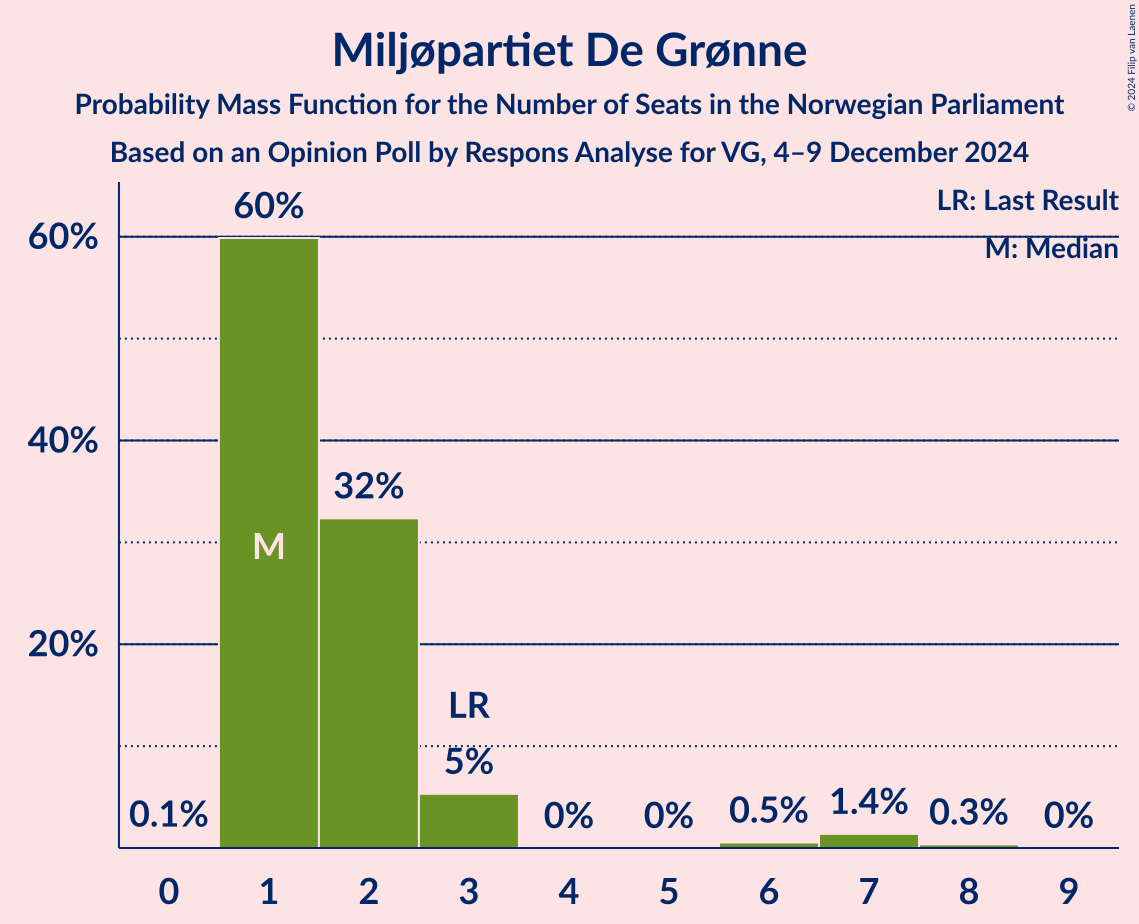 Miljøpartiet De Grønne
Probability Mass Function for the Number of Seats in the Norwegian Parliament
Based on an Opinion Poll by Respons Analyse for VG, 4–9 December 2024
© 2024 Filip van Laenen
LR: Last Result
M: Median
60%
40%
20%
0.1%
60%
M
32%
LR
5%
0%
0%
0.5%
1.4%
0.3%
0%
0 1 2 3 4 5 6 7 8 9